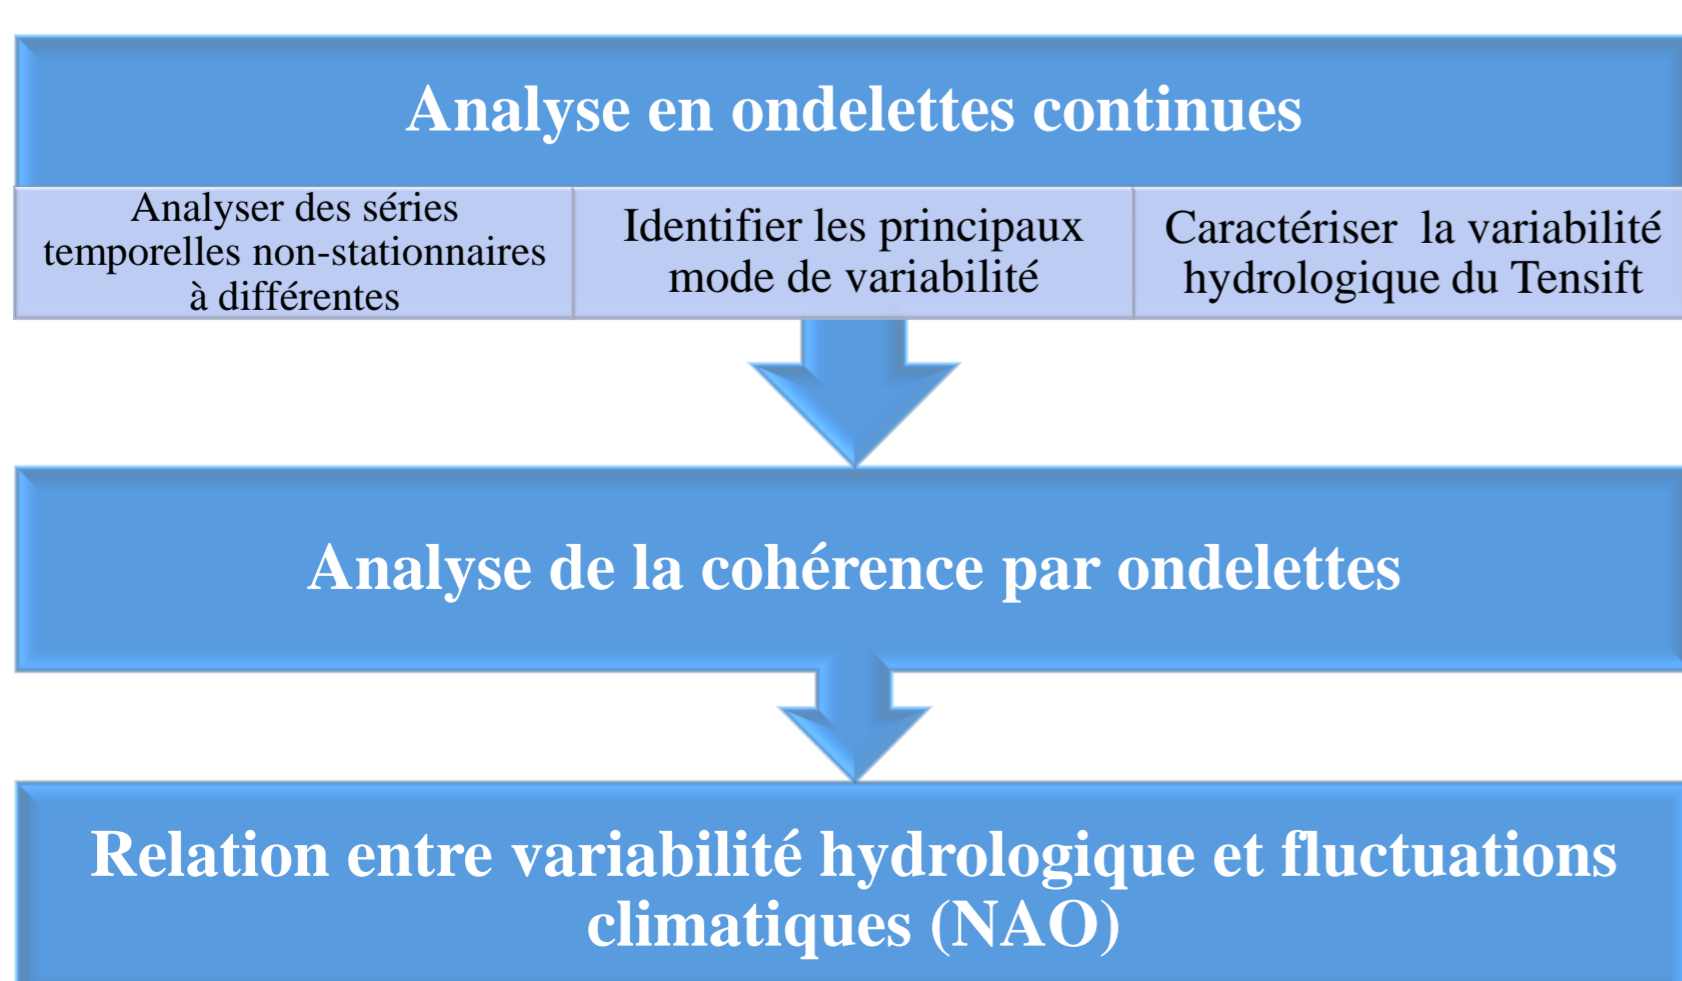 Analyse en ondelettes continues
Analyser des séries
temporelles non-stationnaires
à différentes
Identifier les principaux
mode de variabilité
Caractériser la variabilité
hydrologique du Tensift
Analyse de la cohérence par ondelettes
Relation entre variabilité hydrologique et fluctuations
climatiques (NAO)